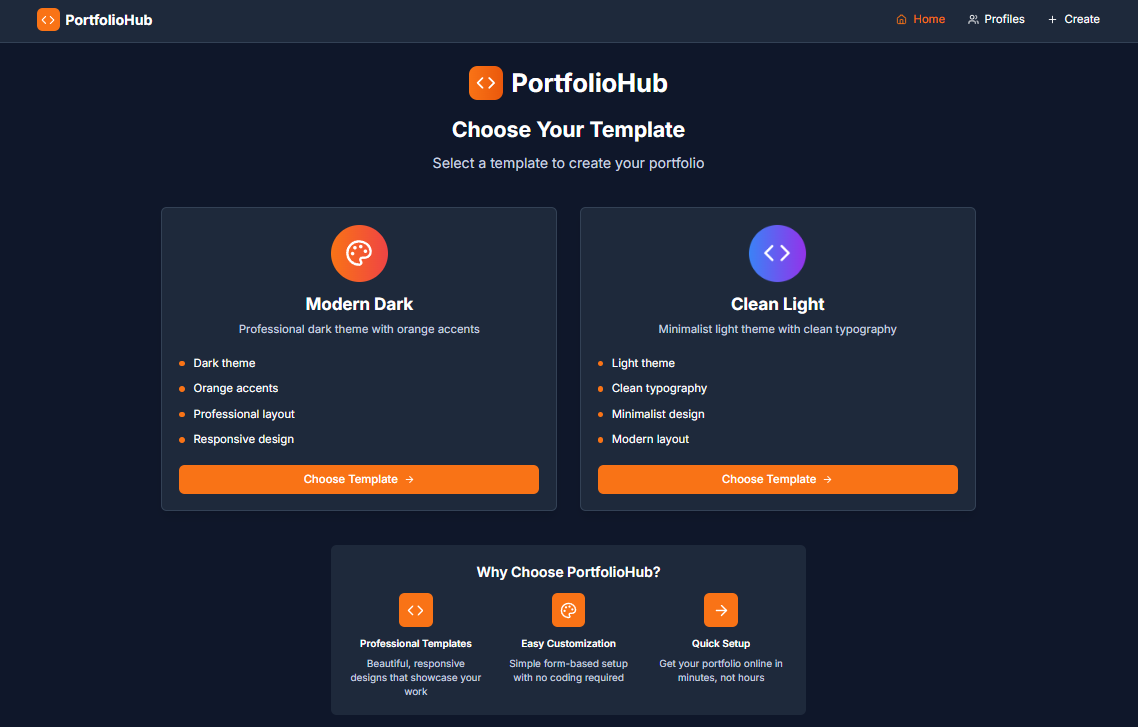 PortfolioHub
Home
Profiles
Create
PortfolioHub
Choose Your Template
Select a template to create your portfolio
Modern Dark
Professional dark theme with orange accents
Dark theme
Orange accents
Professional layout
Responsive design
Choose Template →
Clean Light
Minimalist light theme with clean typography
Light theme
Clean typography
Minimalist design
Modern layout
Choose Template →
Why Choose PortfolioHub?
Professional Templates
Beautiful, responsive
designs that showcase your
work
Easy Customization
Simple form-based setup
with no coding required
Quick Setup
Get your portfolio online in
minutes, not hours